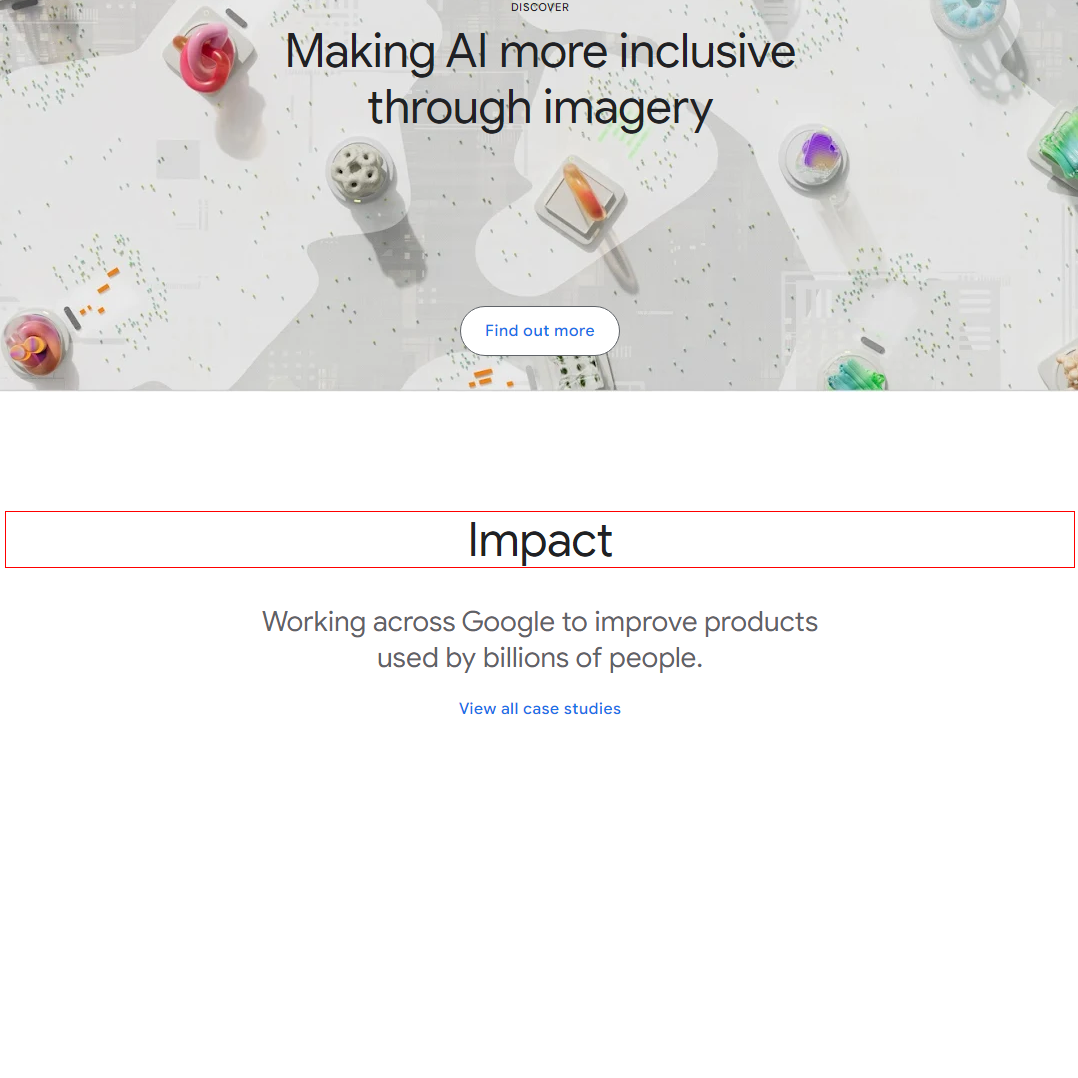 DISCOVER
Making AI more inclusive
through imagery
Find out more
Impact
Working across Google to improve products
used by billions of people.
View all case studies